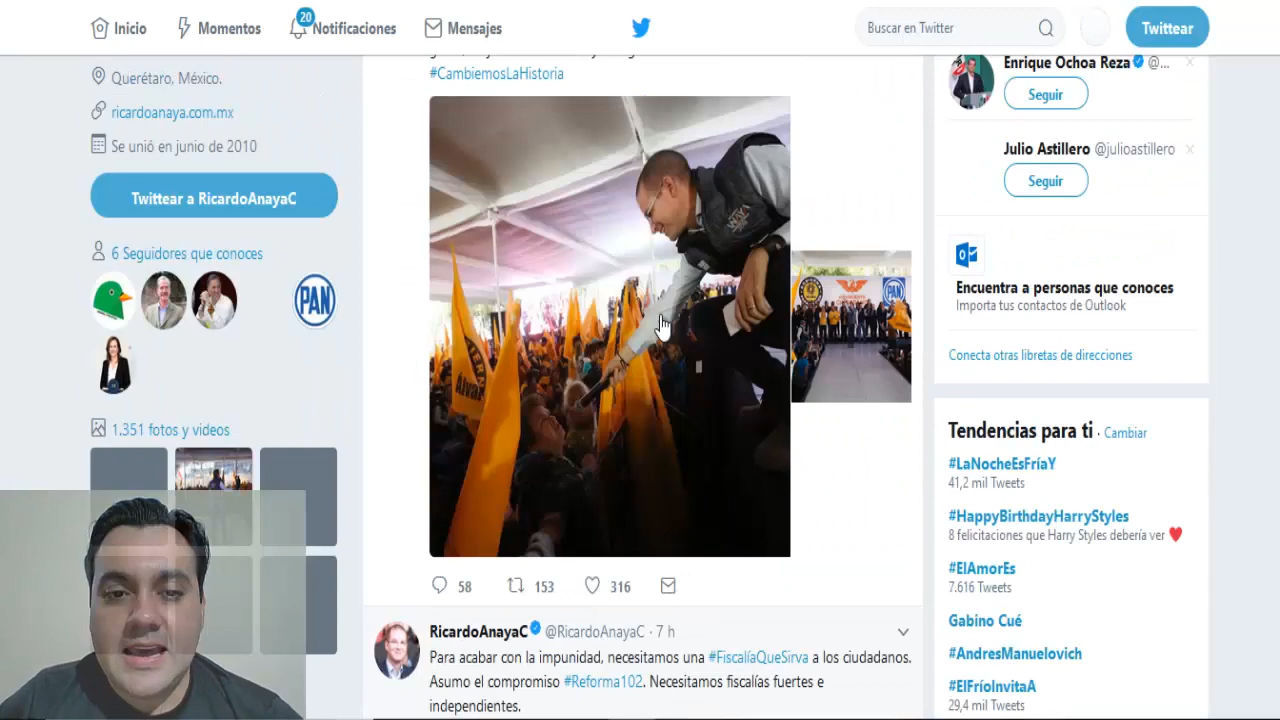 Inicio
Momentos
20
Notificaciones
Mensajes
Buscar en Twitter
Twittear
Querétaro, México.
ricardoanaya.com.mx
Se unió en junio de 2010
Twittear a RicardoAnayaC
6 Seguidores que conoces
PAN
1.351 fotos y videos
#CambiemosLaHistoria
ANAYA
Alvar
PAN
58
153
316
RicardoAnayaC @RicardoAnayaC · 7 h
Para acabar con la impunidad, necesitamos una #FiscalíaQueSirva a los ciudadanos.
Asumo el compromiso #Reforma102. Necesitamos fiscalías fuertes e
independientes.
Enrique Ochoa Reza @...
Seguir
Julio Astillero @julioastillero
Seguir
Encuentra a personas que conoces
Importa tus contactos de Outlook
Conecta otras libretas de direcciones
Tendencias para ti · Cambiar
#LaNocheEsFríaY
41,2 mil Tweets
#HappyBirthdayHarryStyles
8 felicitaciones que Harry Styles debería ver ❤️
#ElAmorEs
7.616 Tweets
Gabino Cué
#AndresManuelovich
#ElFríoInvitaA
29,4 mil Tweets